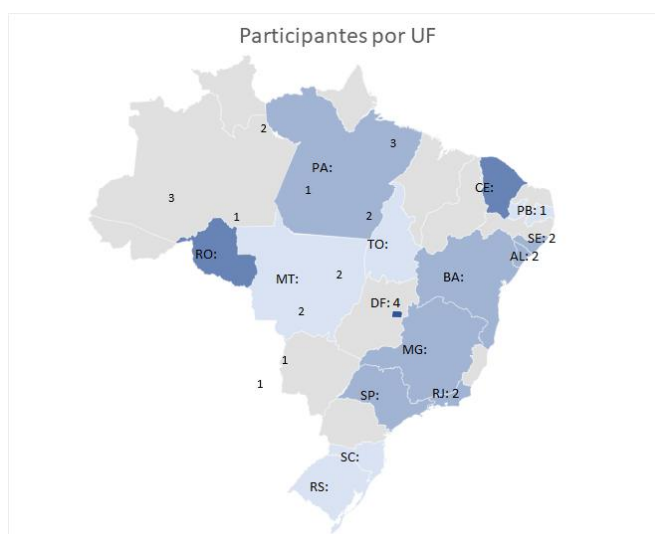 Participantes por UF
2
3
PA:
CE:
1
3
PB: 1
2
1
SE: 2
TO:
RO:
AL: 2
MT:
2
BA:
DF: 4
2
MG:
1
1
SP:
RJ: 2
SC:
RS: